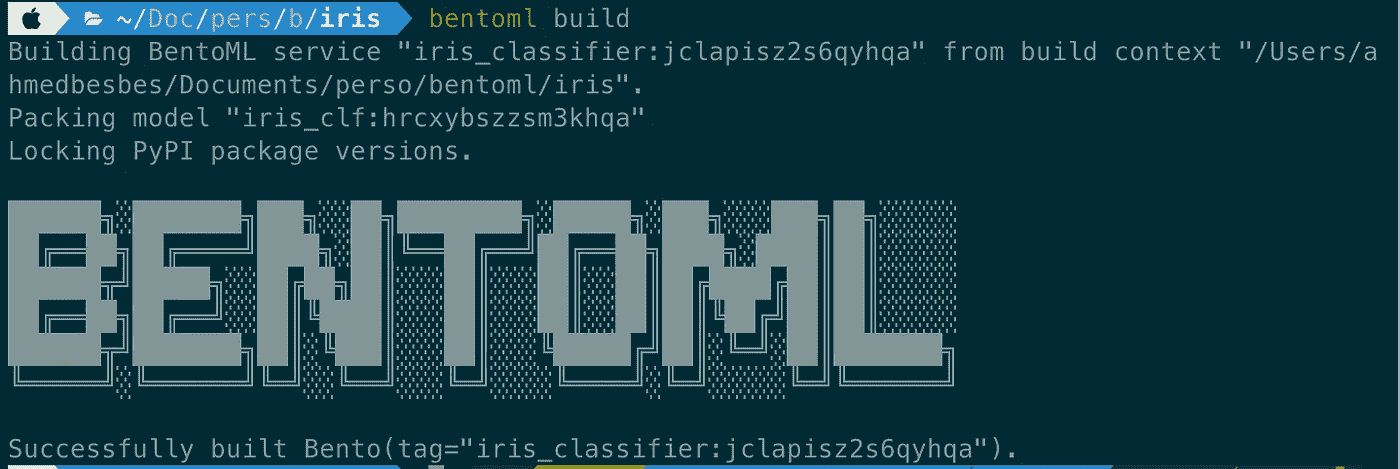 ~/Doc/pers/b/iris bentoml build
Building BentoML service "iris_classifier:jclapisz2s6qyhqa" from build context "/Users/a
hmedbesbes/Documents/perso/bentoml/iris".
Packing model "iris_clf:hrcxybszzsm3khqa"
Locking PyPI package versions.
BENTOML
Successfully built Bento(tag="iris_classifier:jclapisz2s6qyhqa").